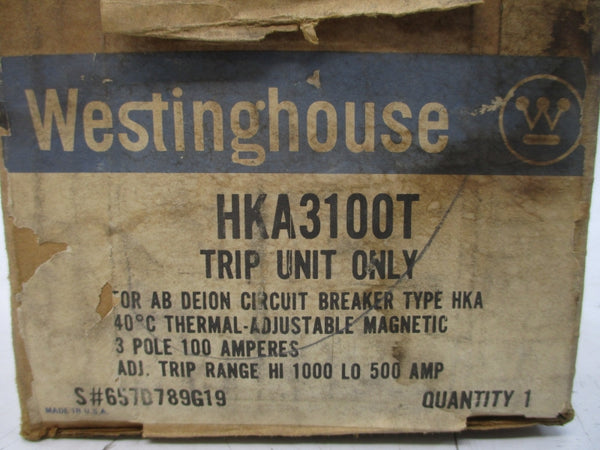 Westinghouse
HKA3100T
TRIP UNIT ONLY
FOR AB DEION CIRCUIT BREAKER TYPE HKA
40°C THERMAL-ADJUSTABLE MAGNETIC
3 POLE 100 AMPERES
ADJ. TRIP RANGE HI 1000 LO 500 AMP
S#657D789G19 QUANTITY 1
MADE IN U.S.A.